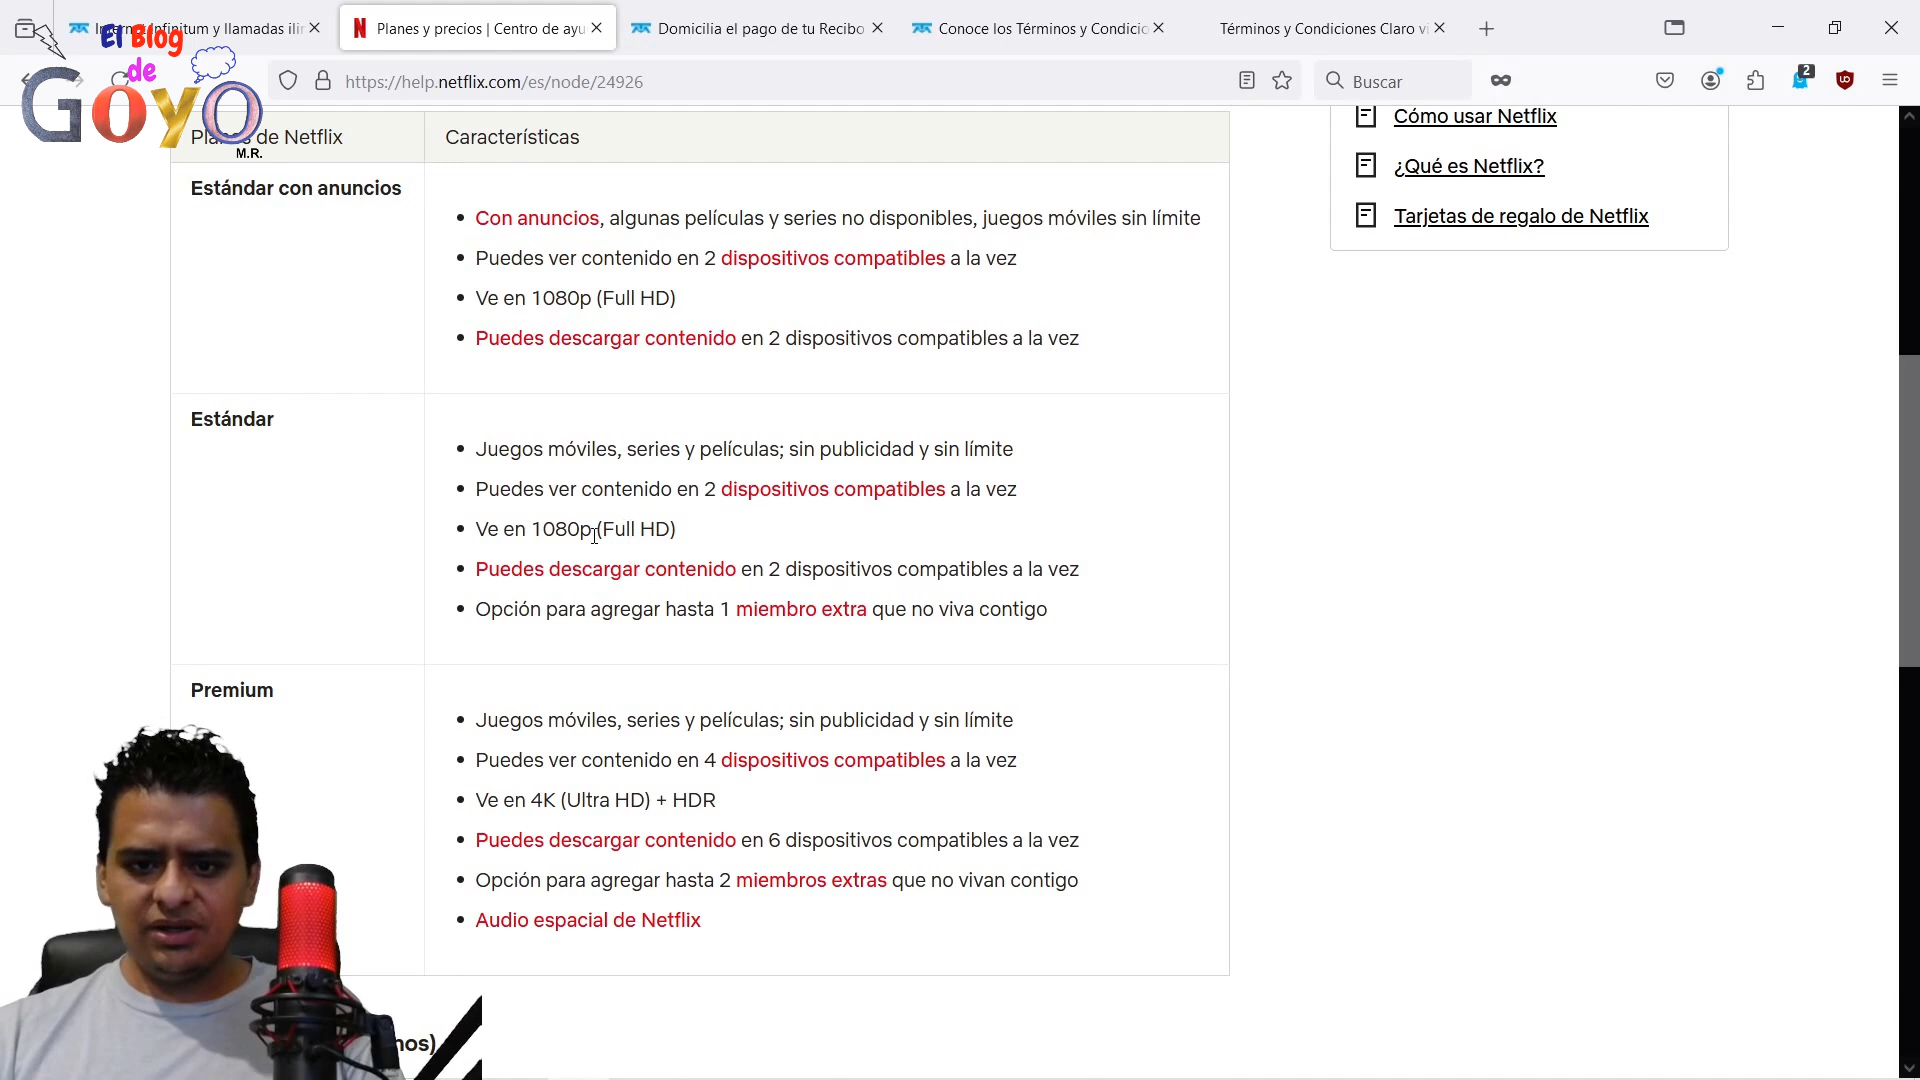 Internet Infinitum y llamadas ilir
Planes y precios | Centro de ayu
Domicilia el pago de tu Recibo
Conoce los Términos y Condicio
Términos y Condiciones Claro vi
El Blog
de
GOYO
M.R.
https://help.netflix.com/es/node/24926
Buscar
2
Planes de Netflix
Características
Estándar con anuncios
Con anuncios, algunas películas y series no disponibles, juegos móviles sin límite
Puedes ver contenido en 2 dispositivos compatibles a la vez
Ve en 1080p (Full HD)
Puedes descargar contenido en 2 dispositivos compatibles a la vez
Estándar
Juegos móviles, series y películas; sin publicidad y sin límite
Puedes ver contenido en 2 dispositivos compatibles a la vez
Ve en 1080p (Full HD)
Puedes descargar contenido en 2 dispositivos compatibles a la vez
Opción para agregar hasta 1 miembro extra que no viva contigo
Premium
Juegos móviles, series y películas; sin publicidad y sin límite
Puedes ver contenido en 4 dispositivos compatibles a la vez
Ve en 4K (Ultra HD) + HDR
Puedes descargar contenido en 6 dispositivos compatibles a la vez
Opción para agregar hasta 2 miembros extras que no vivan contigo
Audio espacial de Netflix
nos)
Cómo usar Netflix
¿Qué es Netflix?
Tarjetas de regalo de Netflix